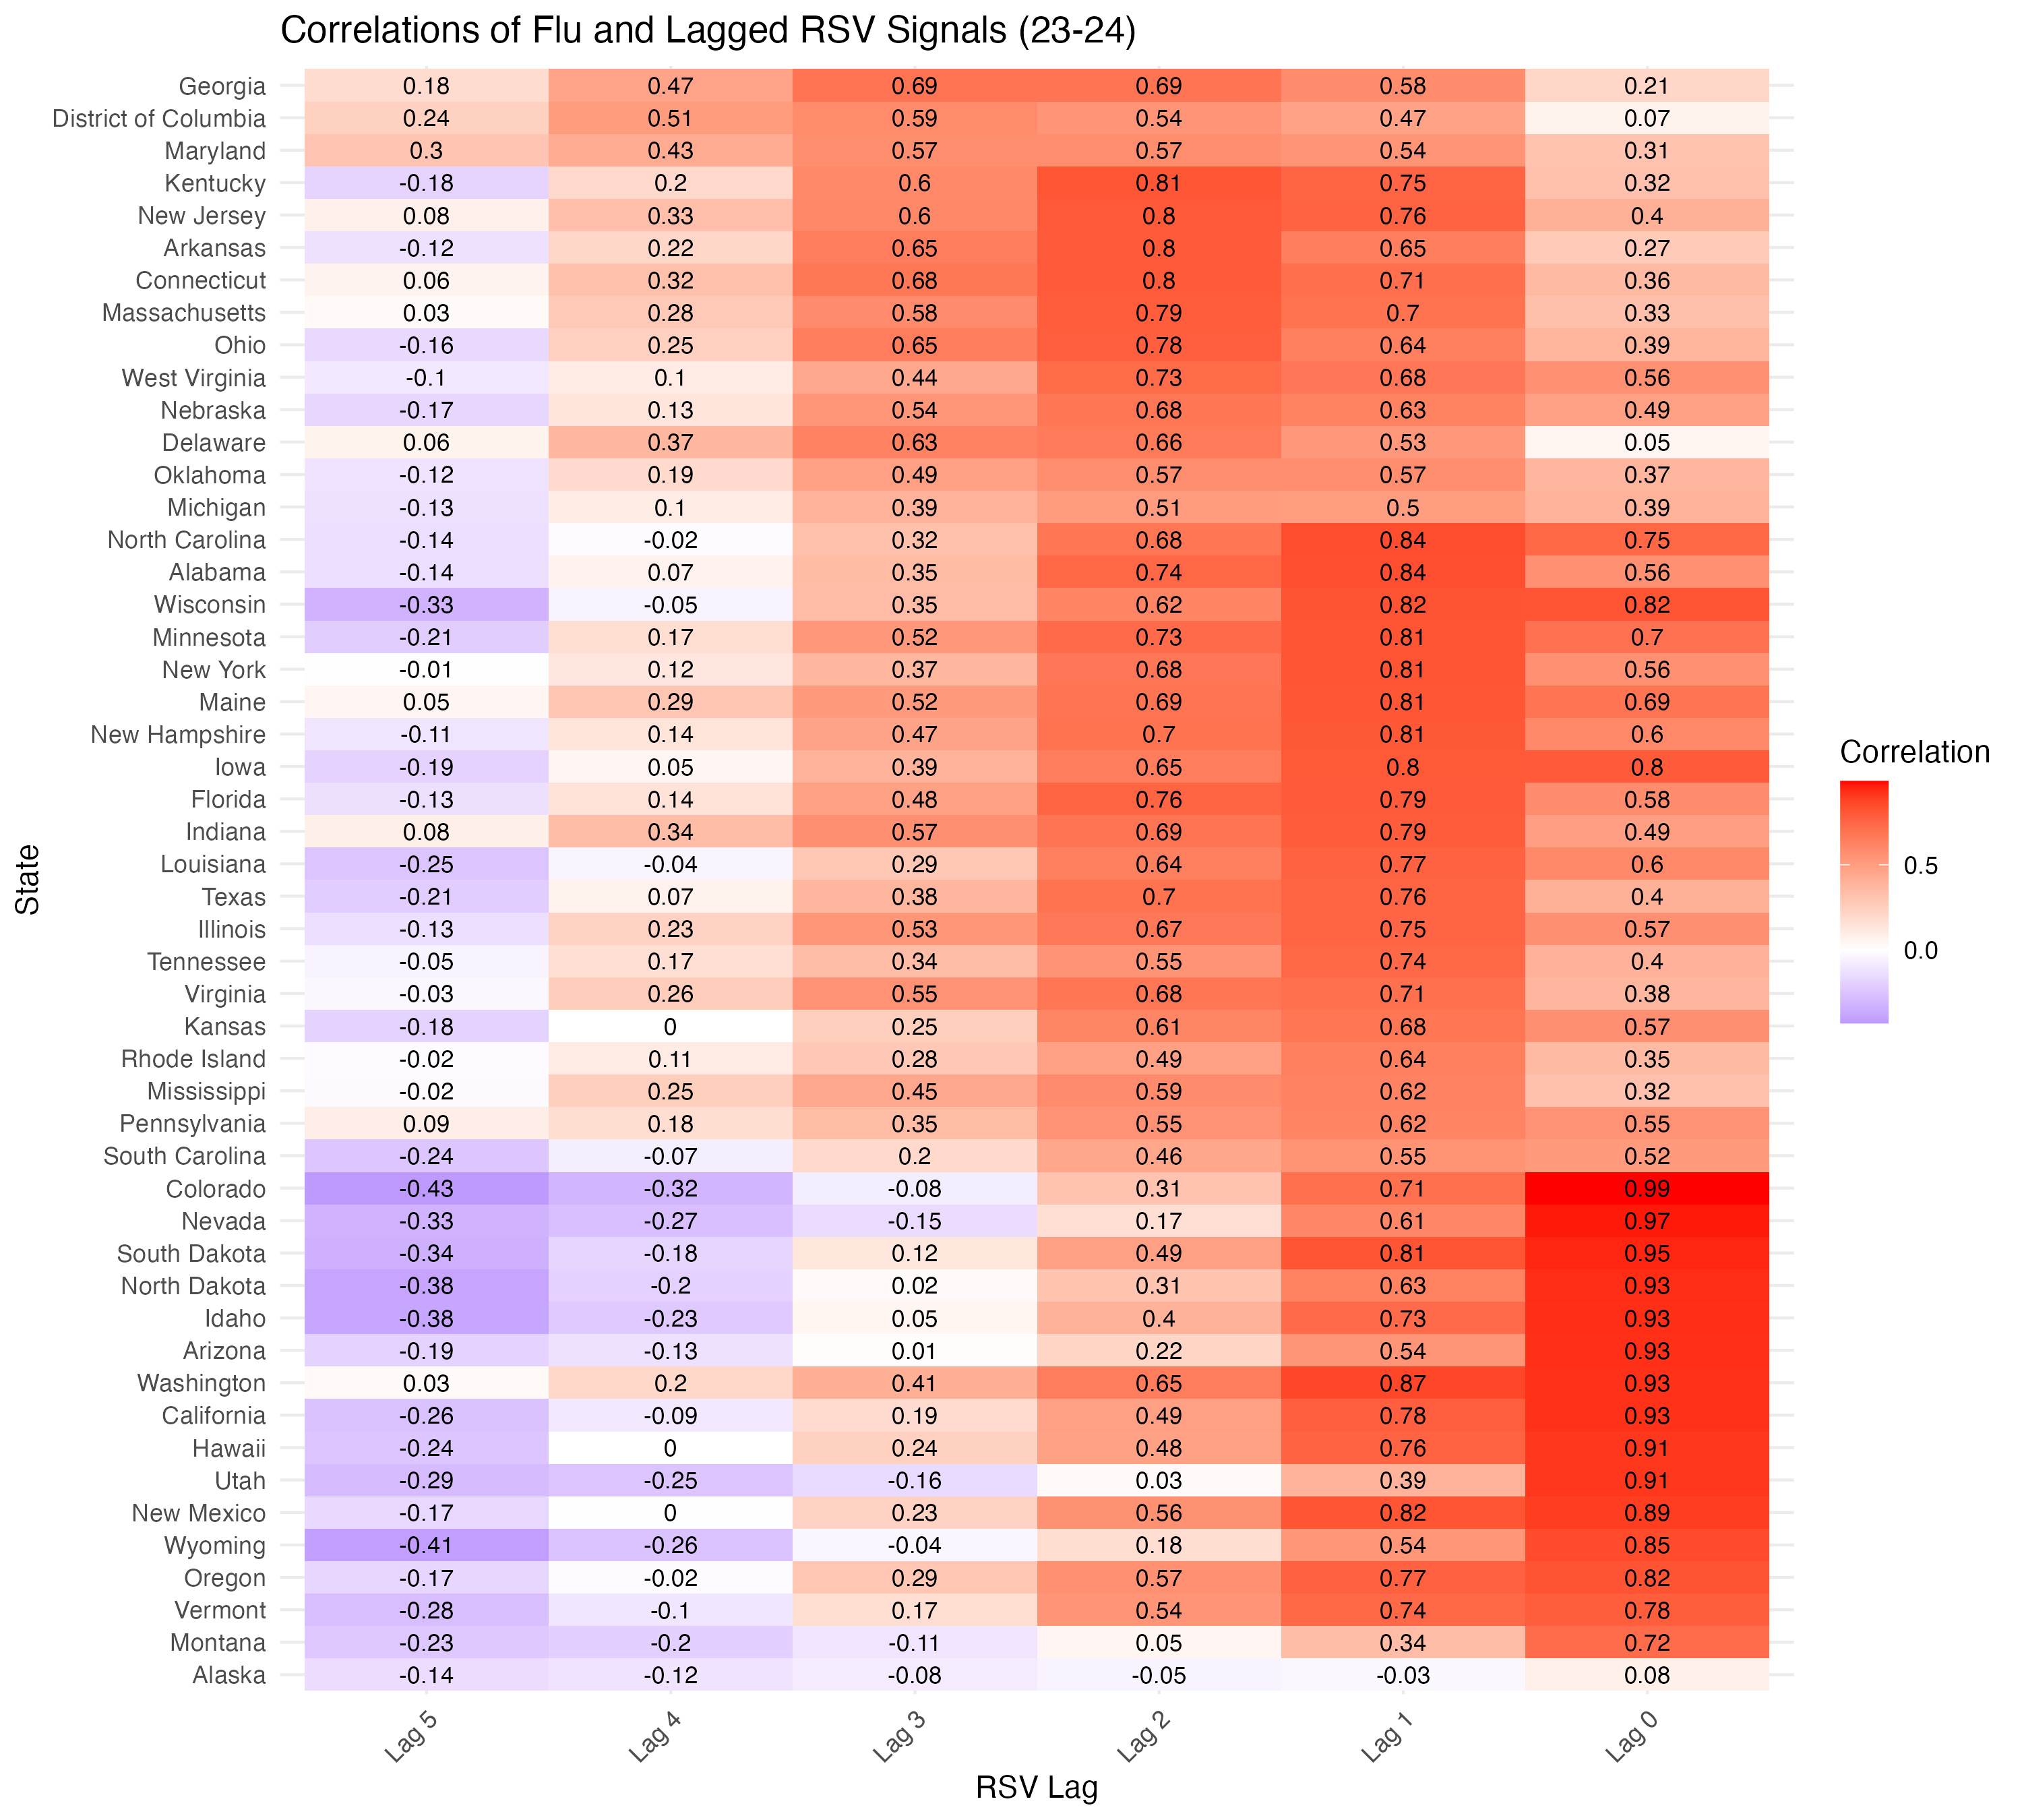 Correlations of Flu and Lagged RSV Signals (23-24)
Georgia 0.18 0.47 0.69 0.69 0.58 0.21
District of Columbia 0.24 0.51 0.59 0.54 0.47 0.07
Maryland 0.3 0.43 0.57 0.57 0.54 0.31
Kentucky -0.18 0.2 0.6 0.81 0.75 0.32
New Jersey 0.08 0.33 0.6 0.8 0.76 0.4
Arkansas -0.12 0.22 0.65 0.8 0.65 0.27
Connecticut 0.06 0.32 0.68 0.8 0.71 0.36
Massachusetts 0.03 0.28 0.58 0.79 0.7 0.33
Ohio -0.16 0.25 0.65 0.78 0.64 0.39
West Virginia -0.1 0.1 0.44 0.73 0.68 0.56
Nebraska -0.17 0.13 0.54 0.68 0.63 0.49
Delaware 0.06 0.37 0.63 0.66 0.53 0.05
Oklahoma -0.12 0.19 0.49 0.57 0.57 0.37
Michigan -0.13 0.1 0.39 0.51 0.5 0.39
North Carolina -0.14 -0.02 0.32 0.68 0.84 0.75
Alabama -0.14 0.07 0.35 0.74 0.84 0.56
Wisconsin -0.33 -0.05 0.35 0.62 0.82 0.82
Minnesota -0.21 0.17 0.52 0.73 0.81 0.7
New York -0.01 0.12 0.37 0.68 0.81 0.56
Maine 0.05 0.29 0.52 0.69 0.81 0.69
New Hampshire -0.11 0.14 0.47 0.7 0.81 0.6
Iowa -0.19 0.05 0.39 0.65 0.8 0.8
Florida -0.13 0.14 0.48 0.76 0.79 0.58
Indiana 0.08 0.34 0.57 0.69 0.79 0.49
Louisiana -0.25 -0.04 0.29 0.64 0.77 0.6
Texas -0.21 0.07 0.38 0.7 0.76 0.4
Illinois -0.13 0.23 0.53 0.67 0.75 0.57
Tennessee -0.05 0.17 0.34 0.55 0.74 0.4
Virginia -0.03 0.26 0.55 0.68 0.71 0.38
Kansas -0.18 0 0.25 0.61 0.68 0.57
Rhode Island -0.02 0.11 0.28 0.49 0.64 0.35
Mississippi -0.02 0.25 0.45 0.59 0.62 0.32
Pennsylvania 0.09 0.18 0.35 0.55 0.62 0.55
South Carolina -0.24 -0.07 0.2 0.46 0.55 0.52
Colorado -0.43 -0.32 -0.08 0.31 0.71 0.99
Nevada -0.33 -0.27 -0.15 0.17 0.61 0.97
South Dakota -0.34 -0.18 0.12 0.49 0.81 0.95
North Dakota -0.38 -0.2 0.02 0.31 0.63 0.93
Idaho -0.38 -0.23 0.05 0.4 0.73 0.93
Arizona -0.19 -0.13 0.01 0.22 0.54 0.93
Washington 0.03 0.2 0.41 0.65 0.87 0.93
California -0.26 -0.09 0.19 0.49 0.78 0.93
Hawaii -0.24 0 0.24 0.48 0.76 0.91
Utah -0.29 -0.25 -0.16 0.03 0.39 0.91
New Mexico -0.17 0 0.23 0.56 0.82 0.89
Wyoming -0.41 -0.26 -0.04 0.18 0.54 0.85
Oregon -0.17 -0.02 0.29 0.57 0.77 0.82
Vermont -0.28 -0.1 0.17 0.54 0.74 0.78
Montana -0.23 -0.2 -0.11 0.05 0.34 0.72
Alaska -0.14 -0.12 -0.08 -0.05 -0.03 0.08
Lag 5 Lag 4 Lag 3 Lag 2 Lag 1 Lag 0
RSV Lag
State
Correlation
0.5
0.0